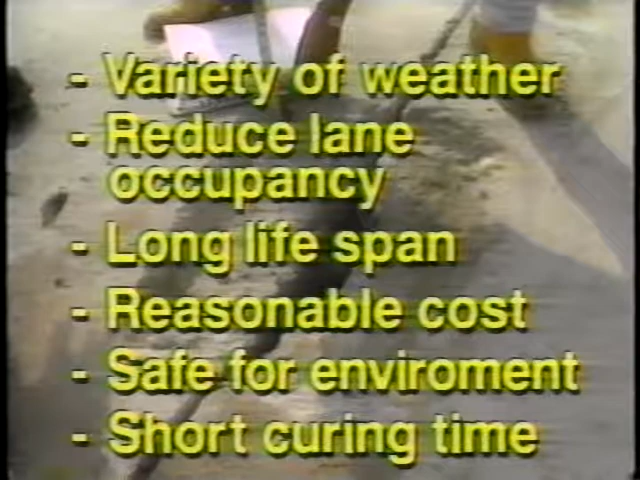 - Variety of weather
- Reduce lane
occupancy
- Long life span
- Reasonable cost
- Safe for enviroment
- Short curing time